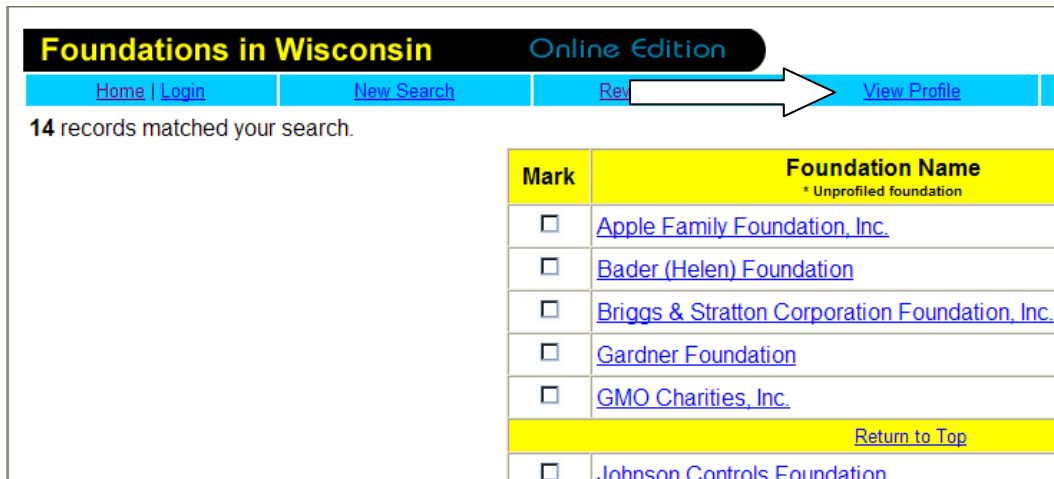 Foundations in Wisconsin Online Edition
Home | Login New Search Rev View Profile
14 records matched your search.
Mark Foundation Name
* Unprofiled foundation
Apple Family Foundation, Inc.
Bader (Helen) Foundation
Briggs & Stratton Corporation Foundation, Inc.
Gardner Foundation
GMO Charities, Inc.
Return to Top
Johnson Controls Foundation